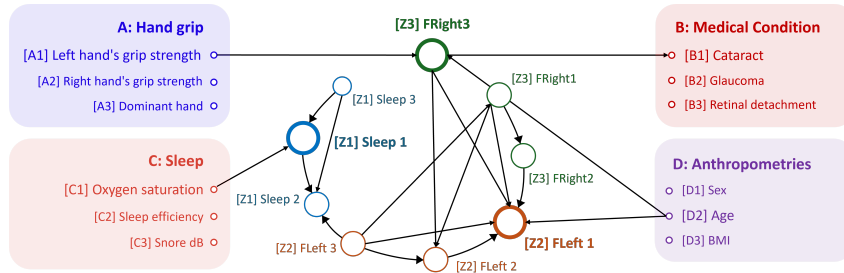 A: Hand grip
[A1] Left hand's grip strength
[A2] Right hand's grip strength
[A3] Dominant hand
C: Sleep
[C1] Oxygen saturation
[C2] Sleep efficiency
[C3] Snore dB
[Z3] FRight3
[Z3] FRight1
[Z1] Sleep 3
[Z1] Sleep 1
[Z3] FRight2
[Z1] Sleep 2
[Z2] FLeft 3
[Z2] FLeft 1
[Z2] FLeft 2
B: Medical Condition
[B1] Cataract
[B2] Glaucoma
[B3] Retinal detachment
D: Anthropometries
[D1] Sex
[D2] Age
[D3] BMI